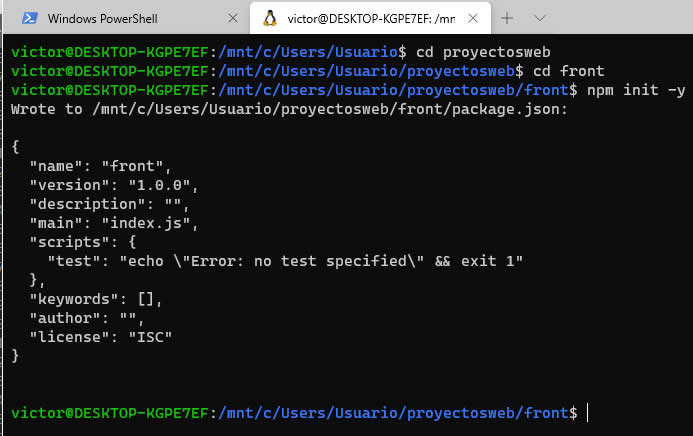 Windows PowerShell
victor@DESKTOP-KGPE7EF: /mn
victor@DESKTOP-KGPE7EF:/mnt/c/Users/Usuario$ cd proyectosweb
victor@DESKTOP-KGPE7EF:/mnt/c/Users/Usuario/proyectosweb$ cd front
victor@DESKTOP-KGPE7EF:/mnt/c/Users/Usuario/proyectosweb/front$ npm init -y
Wrote to /mnt/c/Users/Usuario/proyectosweb/front/package.json:
{
  "name": "front",
  "version": "1.0.0",
  "description": "",
  "main": "index.js",
  "scripts": {
    "test": "echo \"Error: no test specified\" && exit 1"
  },
  "keywords": [],
  "author": "",
  "license": "ISC"
}
victor@DESKTOP-KGPE7EF:/mnt/c/Users/Usuario/proyectosweb/front$